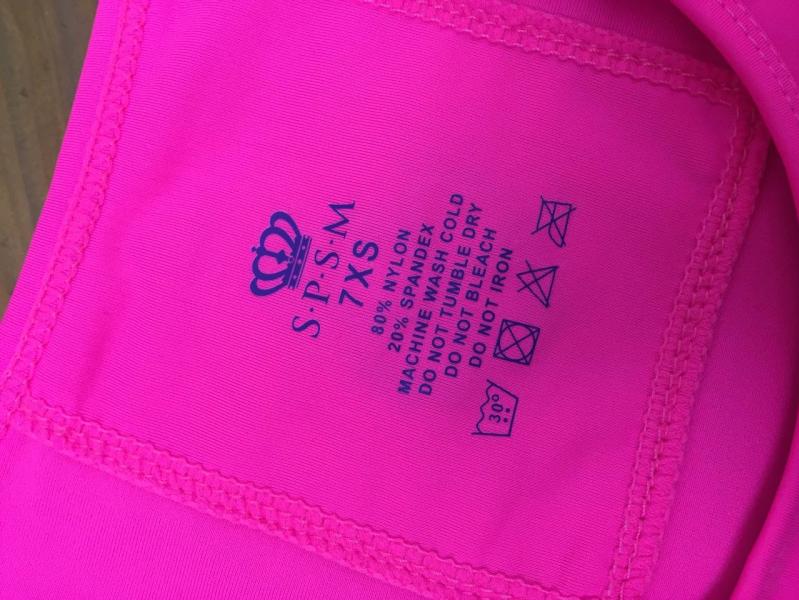 S·P·S·M
7XS
80% NYLON
20% SPANDEX
MACHINE WASH COLD
DO NOT TUMBLE DRY
DO NOT BLEACH
DO NOT IRON
30°